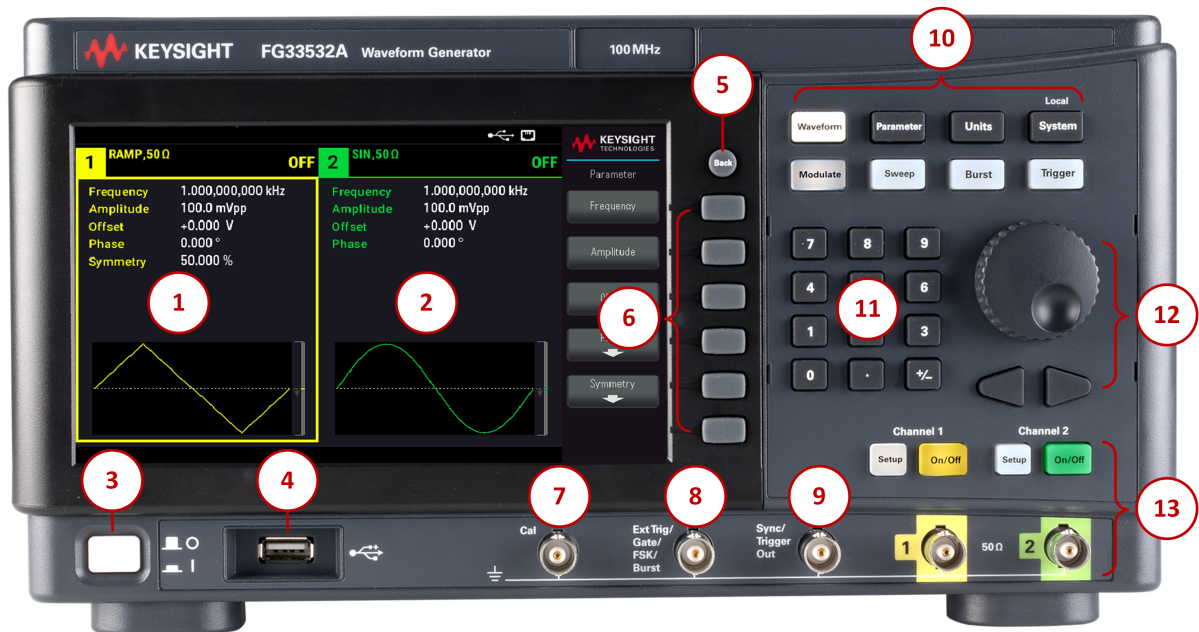 KEYSIGHT FG33532A Waveform Generator 100 MHz
10
5
Local
Waveform Parameter Units System
Back
Modulate Sweep Burst Trigger
1 RAMP,50 Ω OFF
Frequency 1.000,000,000 kHz
Amplitude 100.0 mVpp
Offset +0.000 V
Phase 0.000 °
Symmetry 50.000 %
1
2 SIN,50 Ω OFF
Frequency 1.000,000,000 kHz
Amplitude 100.0 mVpp
Offset +0.000 V
Phase 0.000 °
2
KEYSIGHT
TECHNOLOGIES
Parameter
Frequency
Amplitude
Symmetry
6
7 8 9
4 11 6
1 3
0 . +/-
12
Channel 1 Channel 2
Setup On/Off Setup On/Off
3
4
7
8
9
13
Cal
Ext Trig/
Gate/
FSK/
Burst
Sync/
Trigger
Out
1 50 Ω 2